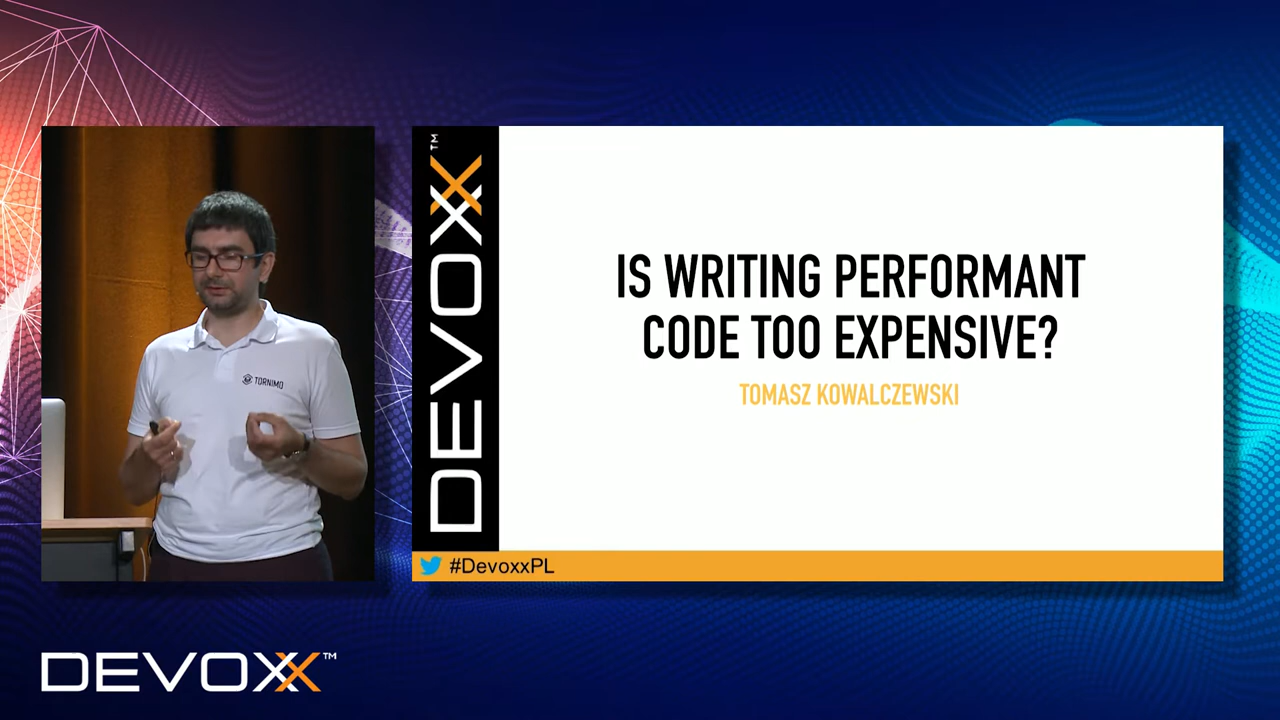 TORNIMO
DEVOXX™
IS WRITING PERFORMANT
CODE TOO EXPENSIVE?
TOMASZ KOWALCZEWSKI
#DevoxxPL
DEVOXX™